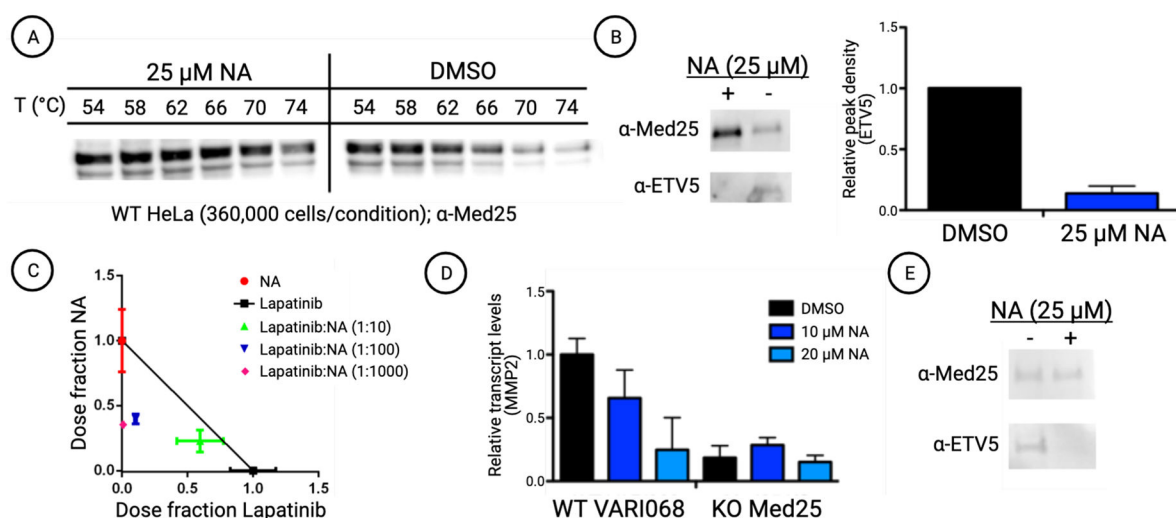 A
25 µM NA DMSO
T (°C) 54 58 62 66 70 74 54 58 62 66 70 74
WT HeLa (360,000 cells/condition); α-Med25
B
NA (25 µM)
+ -
α-Med25
α-ETV5
Relative peak density
(ETV5)
1.5
1.0
0.5
0.0
DMSO 25 µM NA
C
Dose fraction NA
1.5
1.0
0.5
0.0
0.0 0.5 1.0 1.5
Dose fraction Lapatinib
NA
Lapatinib
Lapatinib:NA (1:10)
Lapatinib:NA (1:100)
Lapatinib:NA (1:1000)
D
Relative transcript levels
(MMP2)
1.5
1.0
0.5
0.0
DMSO
10 µM NA
20 µM NA
WT VARI068 KO Med25
E
NA (25 µM)
- +
α-Med25
α-ETV5